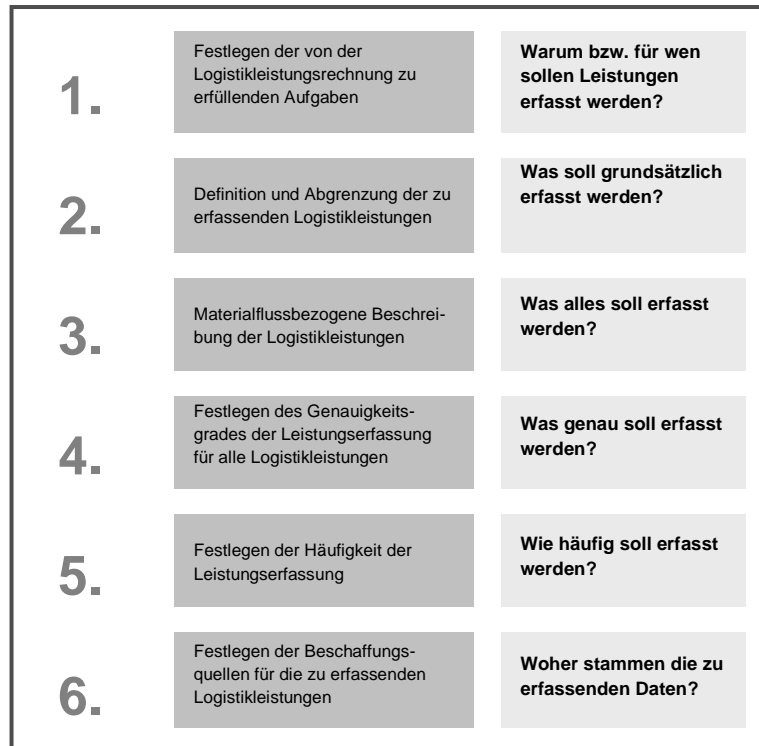 1.
Festlegen der von der
Logistikleistungsrechnung zu
erfüllenden Aufgaben
Warum bzw. für wen
sollen Leistungen
erfasst werden?
2.
Definition und Abgrenzung der zu
erfassenden Logistikleistungen
Was soll grundsätzlich
erfasst werden?
3.
Materialflussbezogene Beschrei-
bung der Logistikleistungen
Was alles soll erfasst
werden?
4.
Festlegen des Genauigkeits-
grades der Leistungserfassung
für alle Logistikleistungen
Was genau soll erfasst
werden?
5.
Festlegen der Häufigkeit der
Leistungserfassung
Wie häufig soll erfasst
werden?
6.
Festlegen der Beschaffungs-
quellen für die zu erfassenden
Logistikleistungen
Woher stammen die zu
erfassenden Daten?